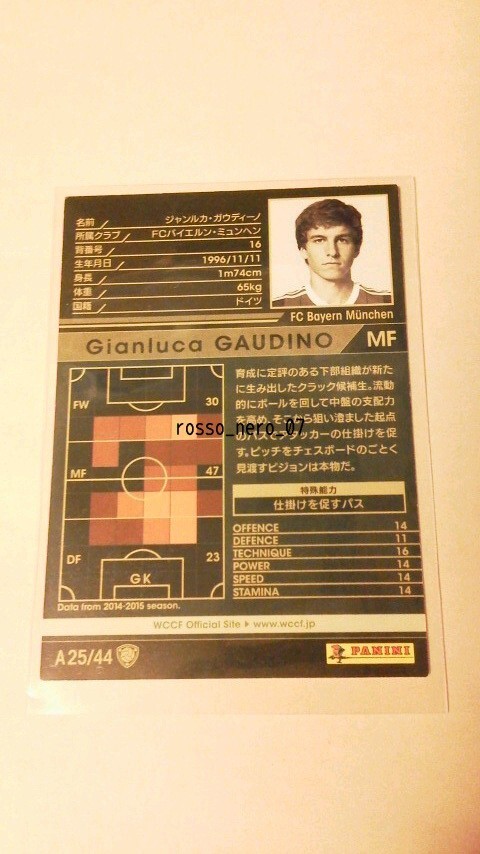 名前 ジャンルカ・ガウディーノ
所属クラブ FCバイエルン・ミュンヘン
背番号 16
生年月日 1996/11/11
身長 1m74cm
体重 65kg
国籍 ドイツ
FC Bayern München
Gianluca GAUDINO MF
FW 30
MF 47
DF 23
GK
Data from 2014-2015 season.
育成に定評のある下部組織が新た
に生み出したクラック候補生。流動
的にボールを回して中盤の支配力
を高め、そこから狙い澄ました起点
のパスでアタッカーの仕掛けを促
す。ピッチをチェスボードのごとく
見渡すビジョンは本物だ。
rosso_nero_07
特殊能力
仕掛けを促すパス
OFFENCE 14
DEFENCE 11
TECHNIQUE 16
POWER 14
SPEED 14
STAMINA 14
WCCF Official Site ▶ www.wccf.jp
A25/44
PANINI